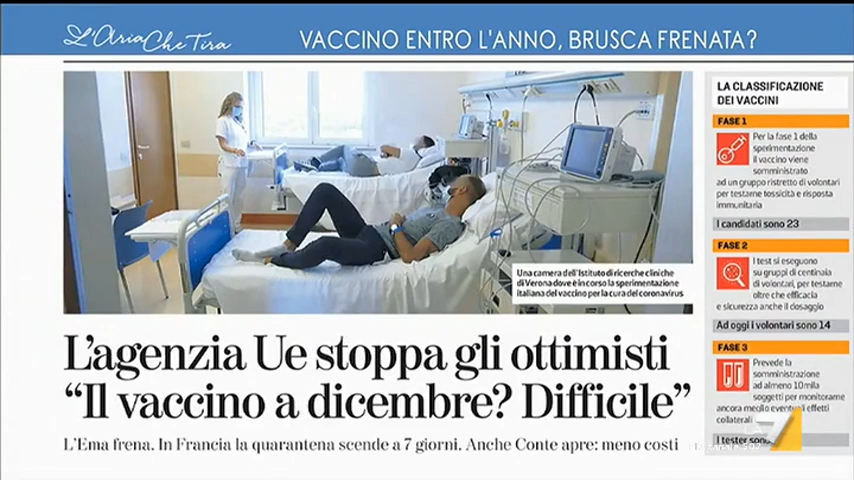 L'Aria Che Tira
VACCINO ENTRO L'ANNO, BRUSCA FRENATA?
Una camera dell'Istituto di ricerche cliniche
di Verona dove è in corso la sperimentazione
italiana del vaccino per la cura del coronavirus
L'agenzia Ue stoppa gli ottimisti
“Il vaccino a dicembre? Difficile”
L'Ema frena. In Francia la quarantena scende a 7 giorni. Anche Conte apre: meno costi
LA CLASSIFICAZIONE
DEI VACCINI
FASE 1
Per la fase 1 della
sperimentazione
il vaccino viene
somministrato
ad un gruppo ristretto di volontari
per testarne tossicità e risposta
immunitaria
I candidati sono 23
FASE 2
I test si eseguono
su gruppi di centinaia
di volontari, per testarne
oltre che efficacia
e sicurezza anche il dosaggio
Ad oggi i volontari sono 14
FASE 3
Prevede la
somministrazione
ad almeno 10mila
soggetti per monitorarne
ancora meglio eventuali effetti
collaterali
I tester sono